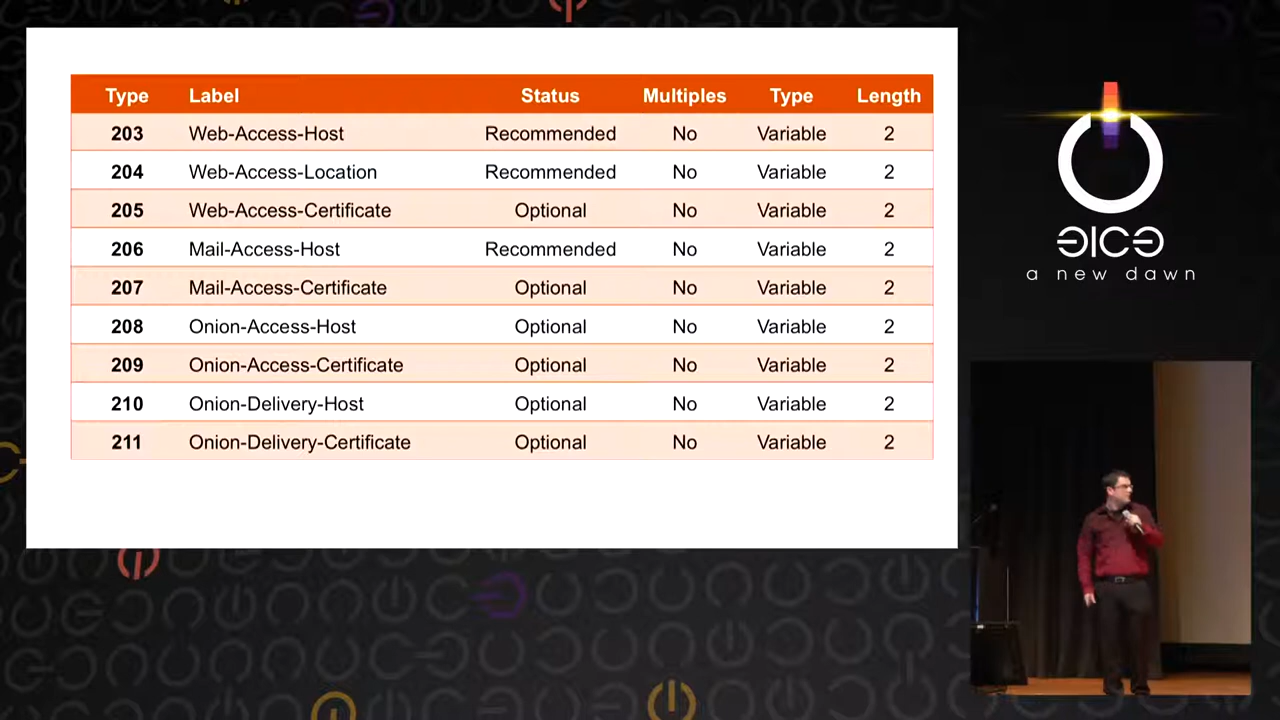 Type Label Status Multiples Type Length
203 Web-Access-Host Recommended No Variable 2
204 Web-Access-Location Recommended No Variable 2
205 Web-Access-Certificate Optional No Variable 2
206 Mail-Access-Host Recommended No Variable 2
207 Mail-Access-Certificate Optional No Variable 2
208 Onion-Access-Host Optional No Variable 2
209 Onion-Access-Certificate Optional No Variable 2
210 Onion-Delivery-Host Optional No Variable 2
211 Onion-Delivery-Certificate Optional No Variable 2
a new dawn